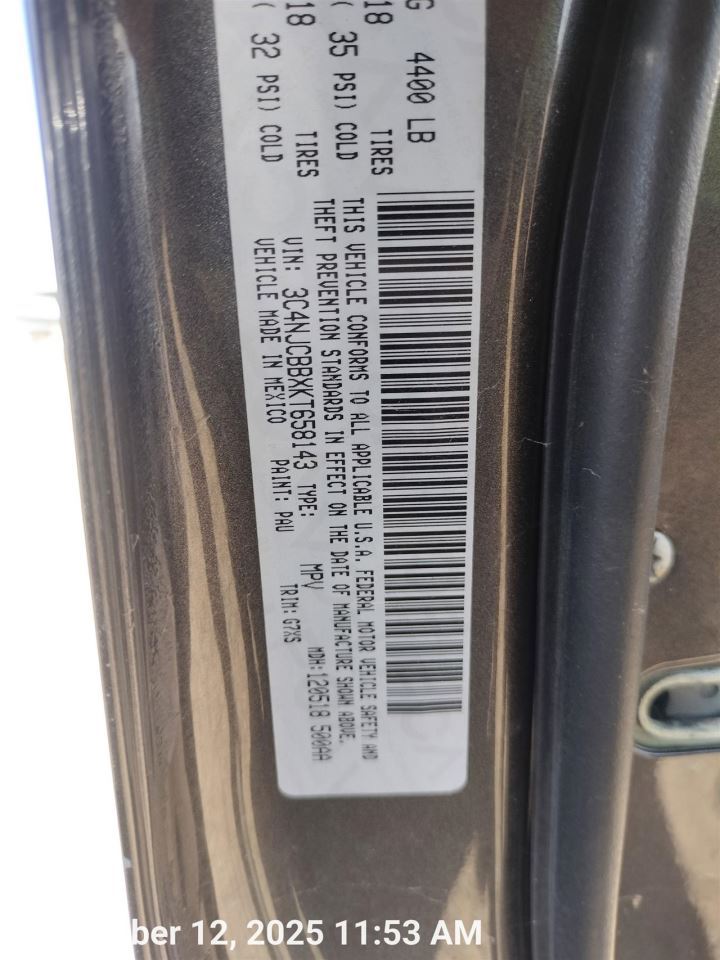 G 4400 LB
18 TIRES
( 35 PSI) COLD
18 TIRES
( 32 PSI) COLD
THIS VEHICLE CONFORMS TO ALL APPLICABLE U.S.A. FEDERAL MOTOR VEHICLE SAFETY AND
THEFT PREVENTION STANDARDS IN EFFECT ON THE DATE OF MANUFACTURE SHOWN ABOVE.
VIN: 3C4NJCBBXKT658143 TYPE: MPV MDH:120518 500AA
VEHICLE MADE IN MEXICO PAINT: PAU TRIM: G7XS
ber 12, 2025 11:53 AM